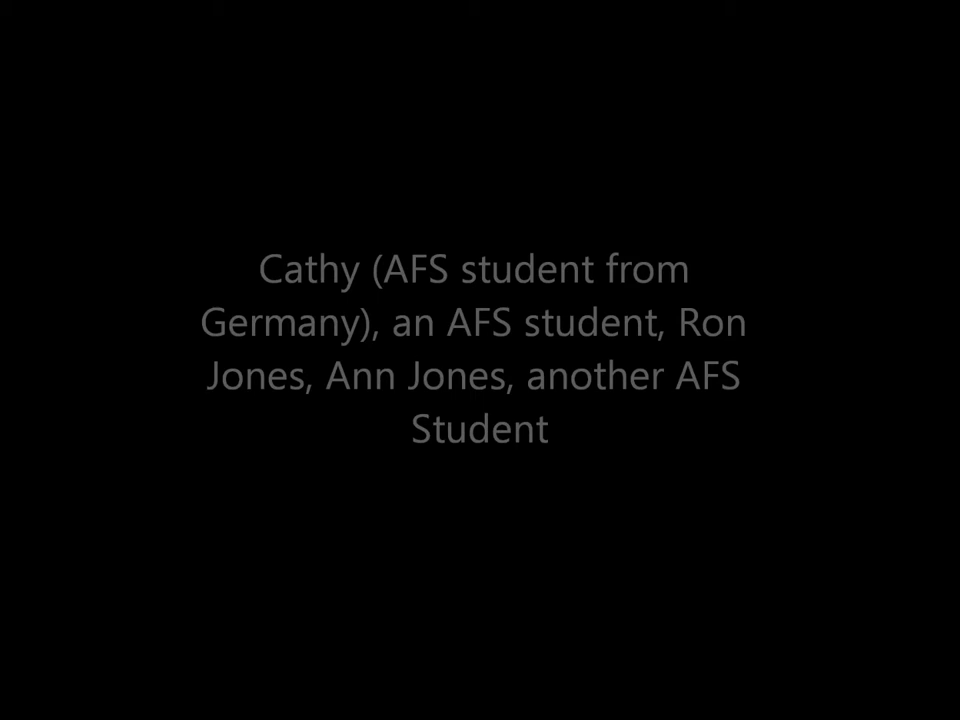 Cathy (AFS student from
Germany), an AFS student, Ron
Jones, Ann Jones, another AFS
Student